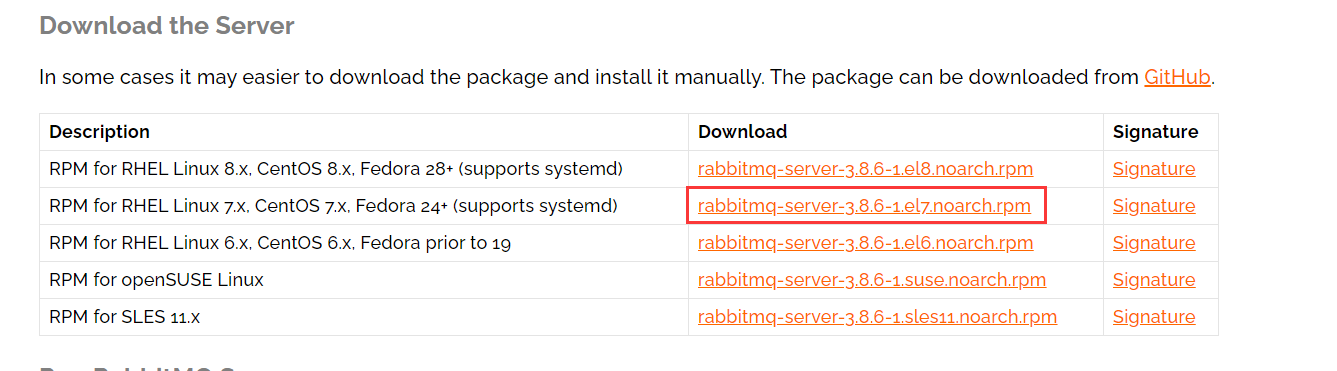 Download the Server
In some cases it may easier to download the package and install it manually. The package can be downloaded from GitHub.
Description Download Signature
RPM for RHEL Linux 8.x, CentOS 8.x, Fedora 28+ (supports systemd) rabbitmq-server-3.8.6-1.el8.noarch.rpm Signature
RPM for RHEL Linux 7.x, CentOS 7.x, Fedora 24+ (supports systemd) rabbitmq-server-3.8.6-1.el7.noarch.rpm Signature
RPM for RHEL Linux 6.x, CentOS 6.x, Fedora prior to 19 rabbitmq-server-3.8.6-1.el6.noarch.rpm Signature
RPM for openSUSE Linux rabbitmq-server-3.8.6-1.suse.noarch.rpm Signature
RPM for SLES 11.x rabbitmq-server-3.8.6-1.sles11.noarch.rpm Signature